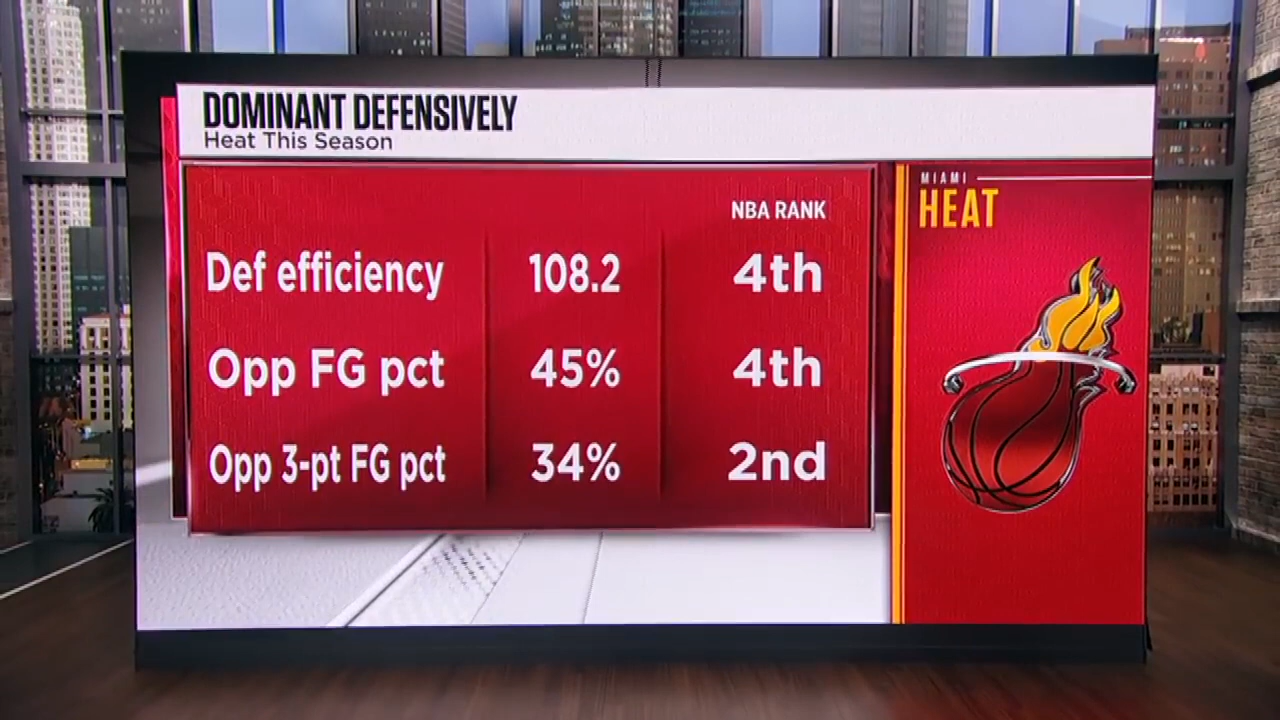 DOMINANT DEFENSIVELY
Heat This Season
NBA RANK
Def efficiency 108.2 4th
Opp FG pct 45% 4th
Opp 3-pt FG pct 34% 2nd
MIAMI
HEAT